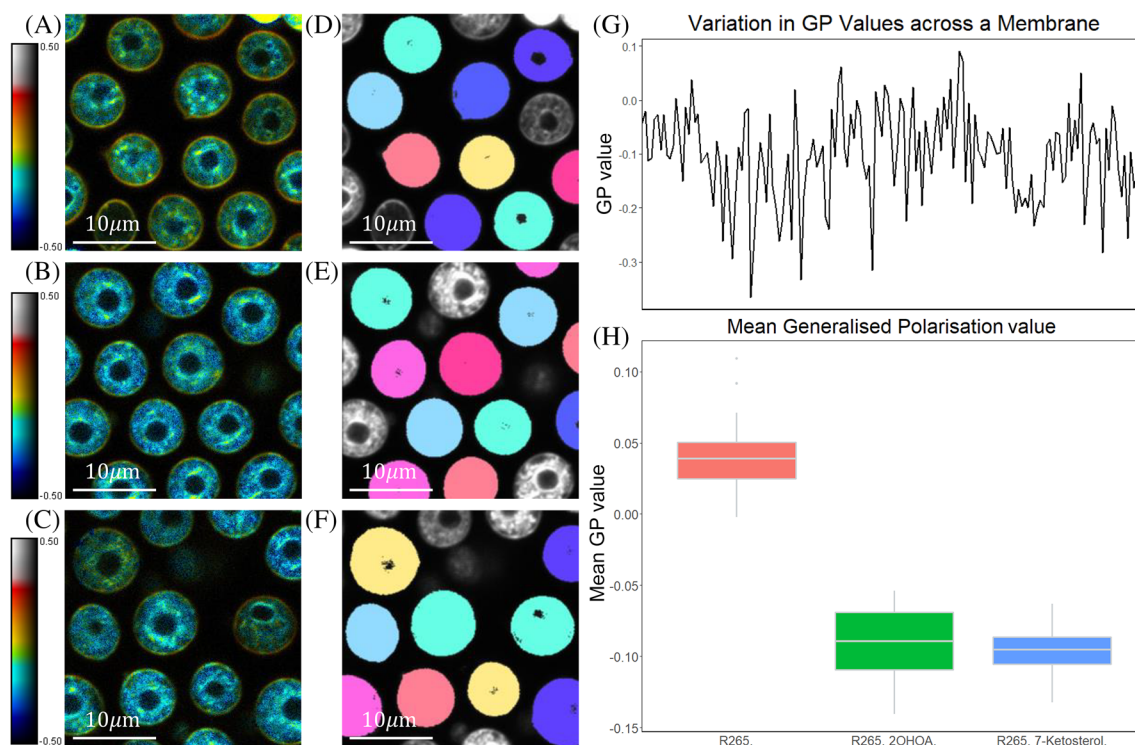 (A)
0.50
-0.50
10μm
(D)
10μm
(B)
0.50
-0.50
10μm
(E)
10μm
(C)
0.50
-0.50
10μm
(F)
10μm
(G)
Variation in GP Values across a Membrane
GP value
0.1
0.0
-0.1
-0.2
-0.3
(H)
Mean Generalised Polarisation value
Mean GP value
0.10
0.05
0.00
-0.05
-0.10
-0.15
R265.
R265. 2OHOA.
R265. 7-Ketosterol.